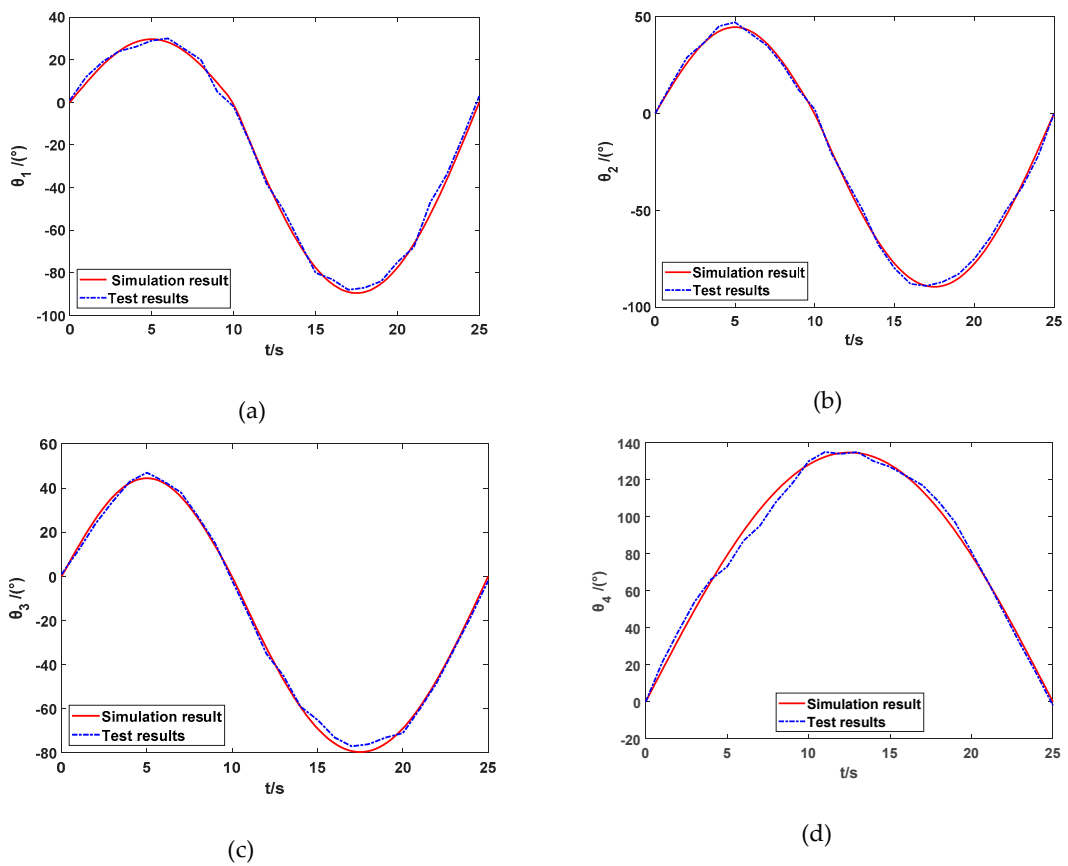 40
20
0
-20
-40
-60
-80
-100
θ1 /(°)
Simulation result
Test results
0 5 10 15 20 25
t/s
(a)
50
0
-50
-100
θ2 /(°)
Simulation result
Test results
0 5 10 15 20 25
t/s
(b)
60
40
20
0
-20
-40
-60
-80
θ3 /(°)
Simulation result
Test results
0 5 10 15 20 25
t/s
(c)
140
120
100
80
60
40
20
0
-20
θ4 /(°)
Simulation result
Test results
0 5 10 15 20 25
t/s
(d)